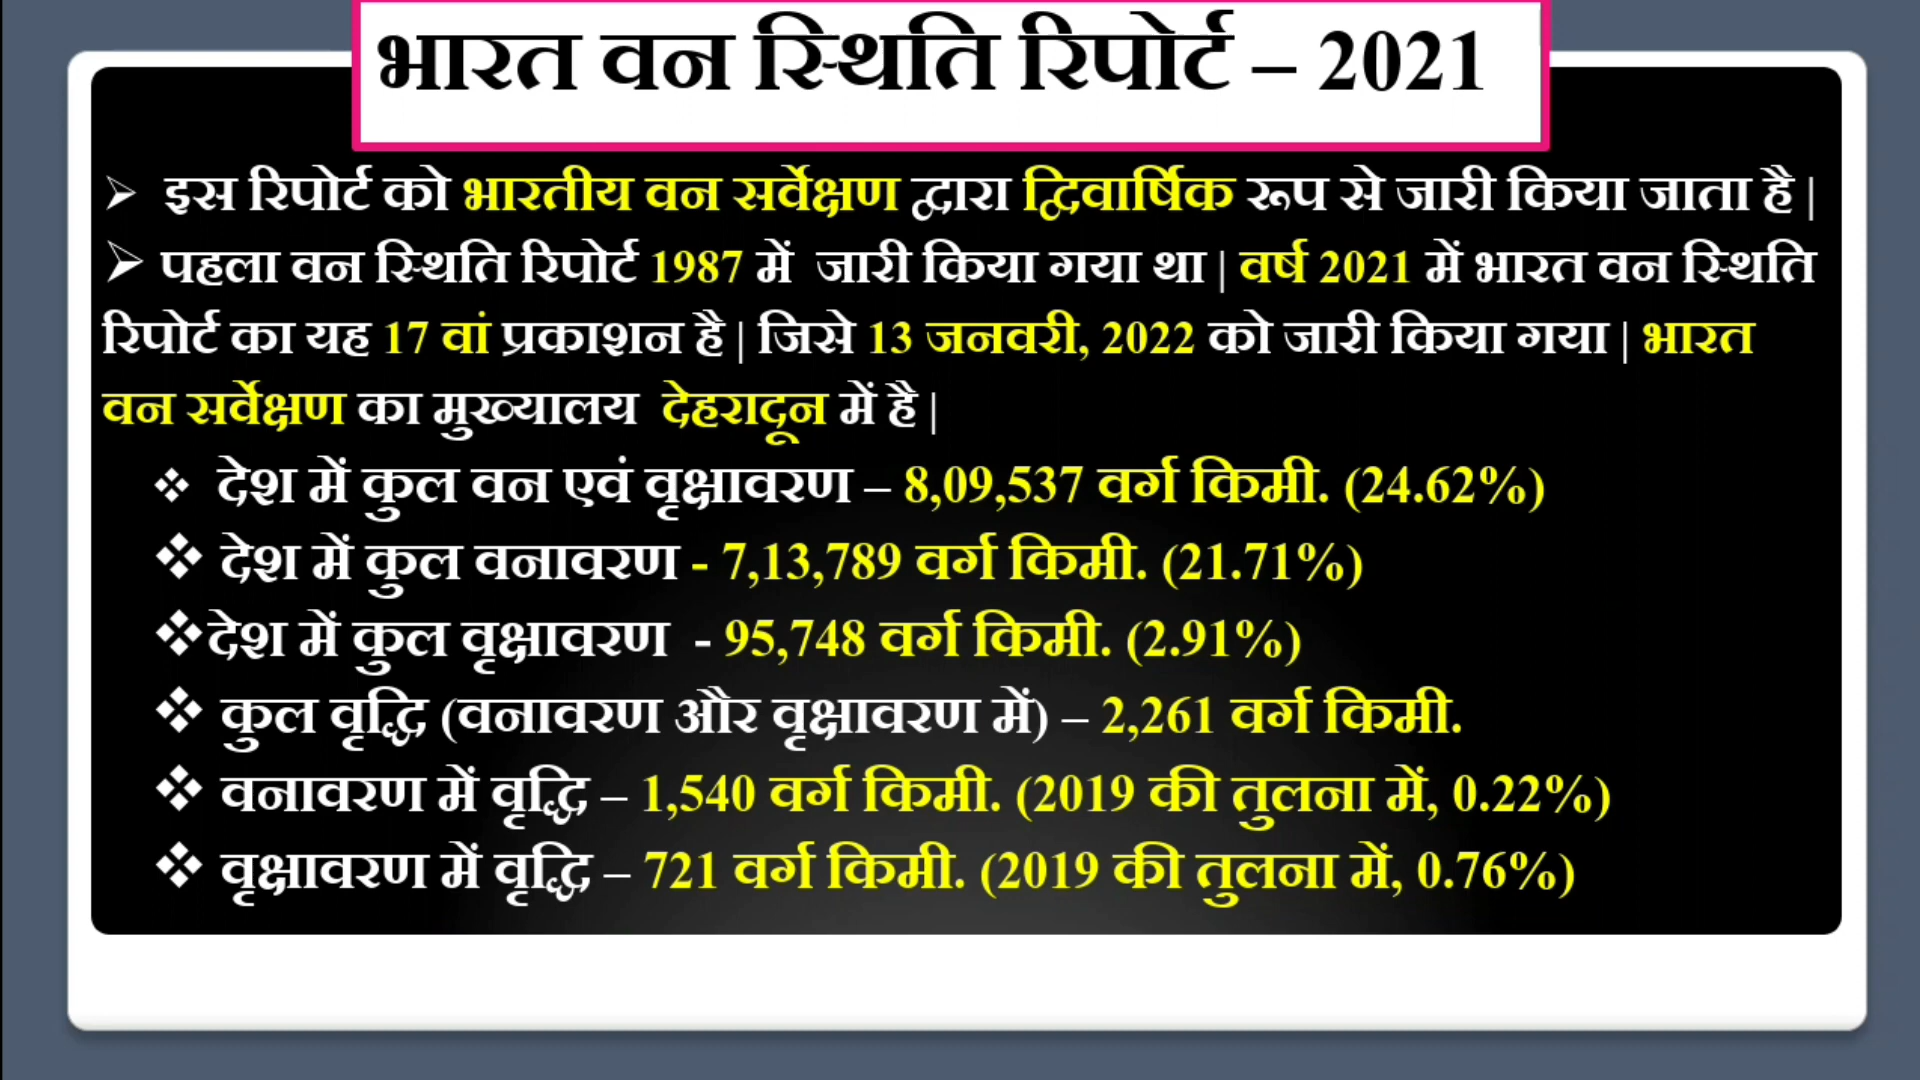 भारत वन स्थिति रिपोर्ट – 2021
➢ इस रिपोर्ट को भारतीय वन सर्वेक्षण द्वारा द्विवार्षिक रूप से जारी किया जाता है |
➢ पहला वन स्थिति रिपोर्ट 1987 में जारी किया गया था | वर्ष 2021 में भारत वन स्थिति
रिपोर्ट का यह 17 वां प्रकाशन है | जिसे 13 जनवरी, 2022 को जारी किया गया | भारत
वन सर्वेक्षण का मुख्यालय देहरादून में है |
❖ देश में कुल वन एवं वृक्षावरण – 8,09,537 वर्ग किमी. (24.62%)
❖ देश में कुल वनावरण - 7,13,789 वर्ग किमी. (21.71%)
❖ देश में कुल वृक्षावरण - 95,748 वर्ग किमी. (2.91%)
❖ कुल वृद्धि (वनावरण और वृक्षावरण में) – 2,261 वर्ग किमी.
❖ वनावरण में वृद्धि – 1,540 वर्ग किमी. (2019 की तुलना में, 0.22%)
❖ वृक्षावरण में वृद्धि – 721 वर्ग किमी. (2019 की तुलना में, 0.76%)